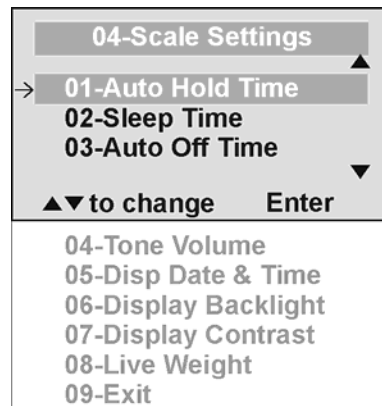 04-Scale Settings
▲
→ 01-Auto Hold Time
02-Sleep Time
03-Auto Off Time
▼
▲▼ to change Enter
04-Tone Volume
05-Disp Date & Time
06-Display Backlight
07-Display Contrast
08-Live Weight
09-Exit